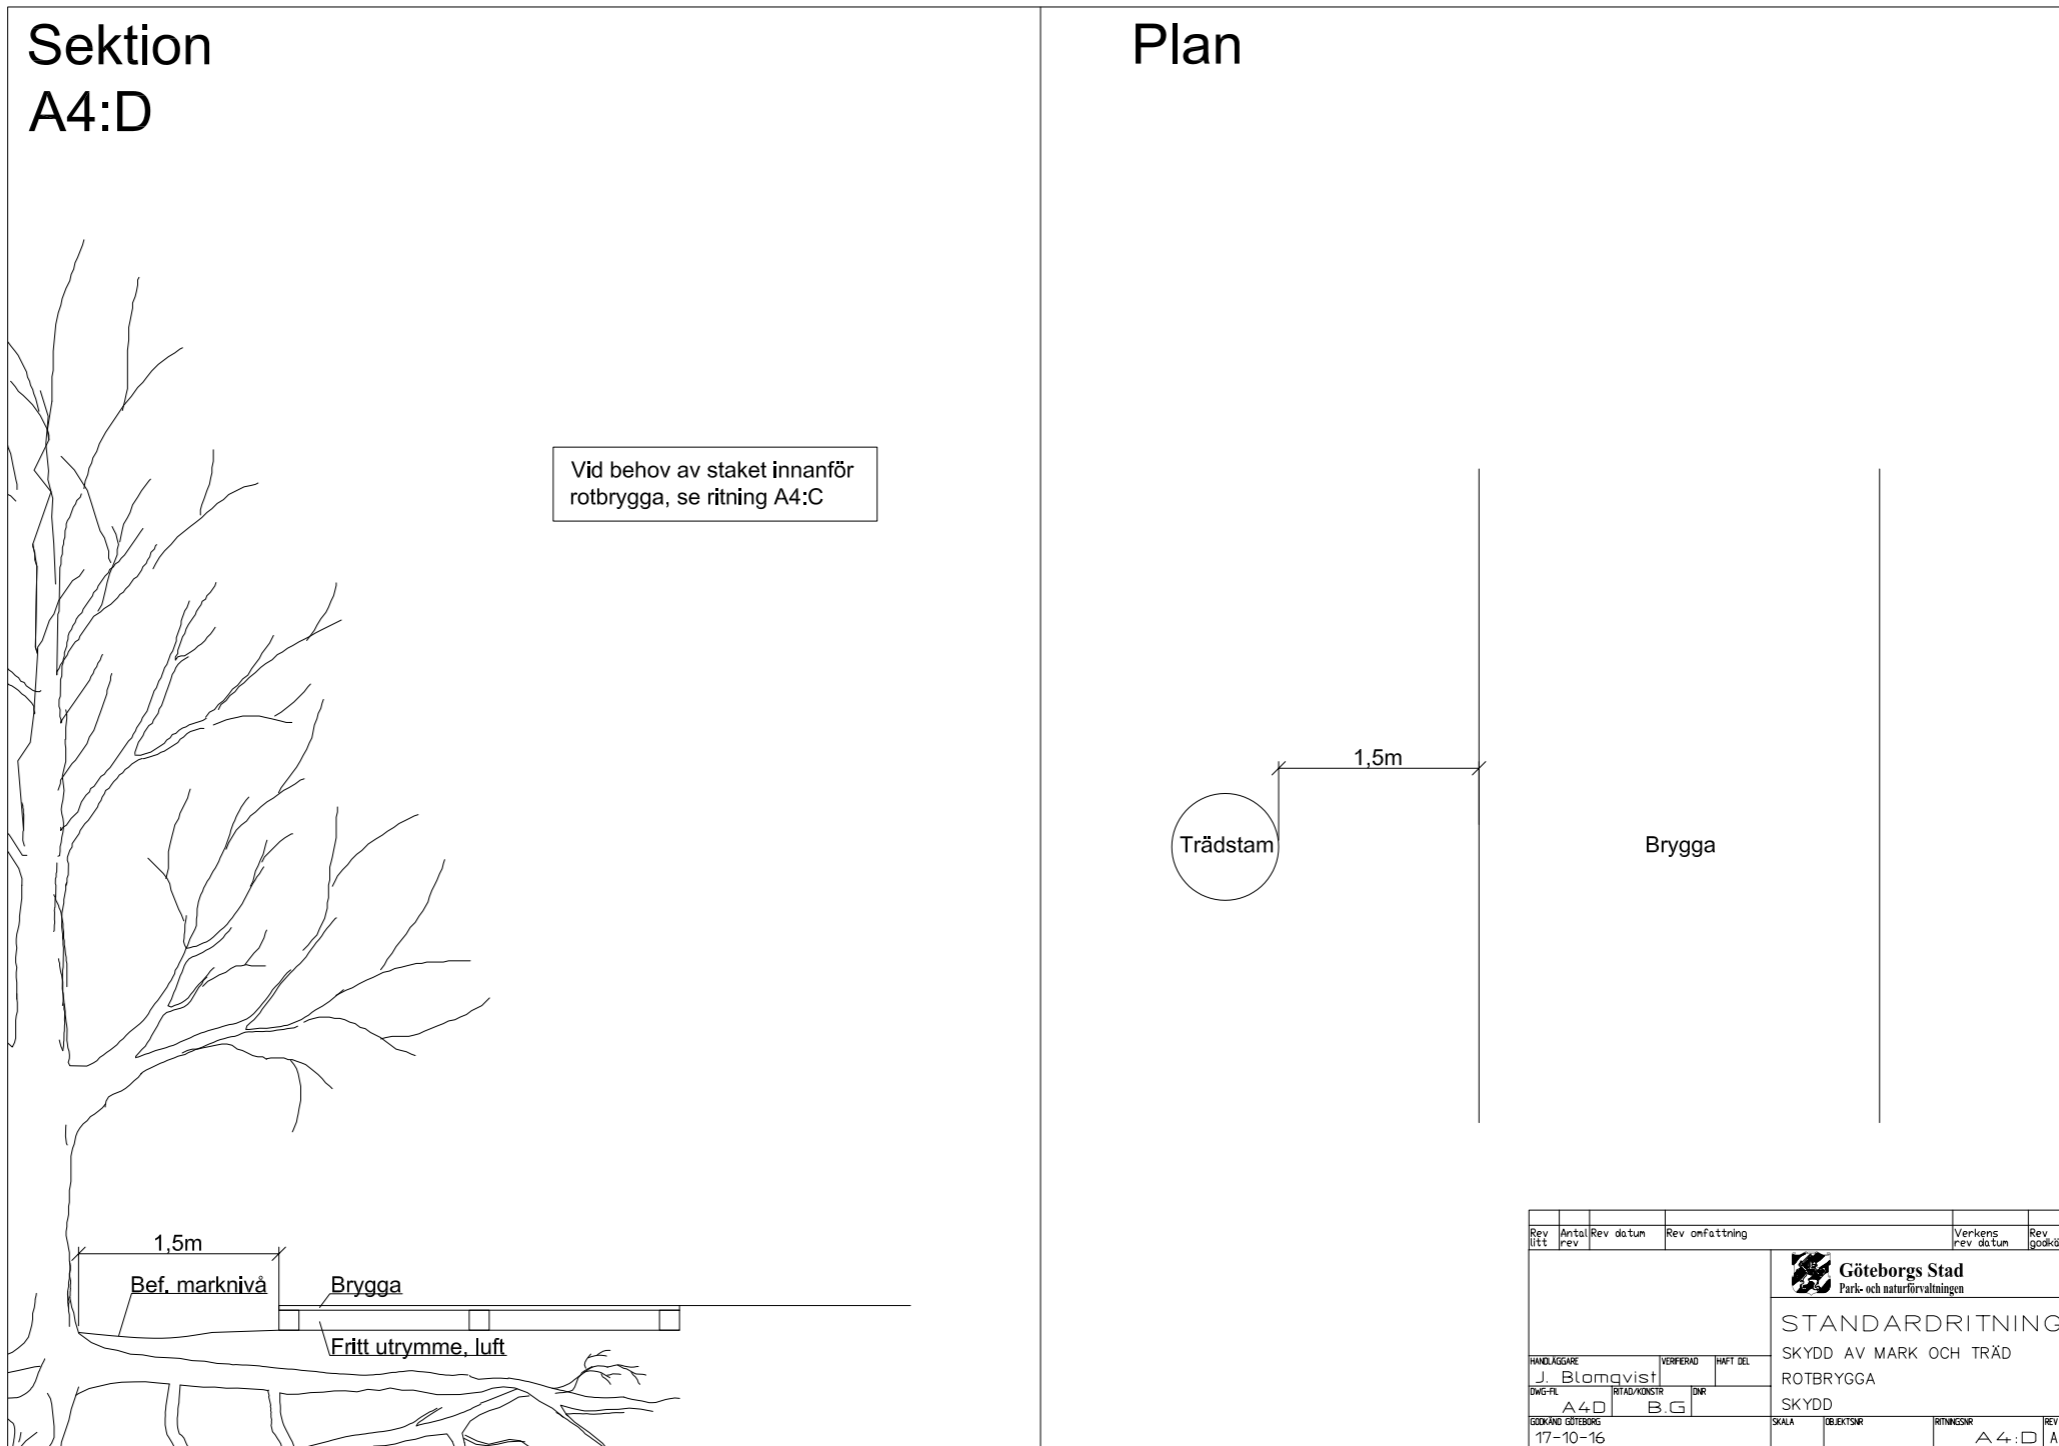 Sektion
A4:D
Plan
Vid behov av staket innanför
rotbrygga, se ritning A4:C
1,5m
Trädstam
Brygga
1,5m
Bef. marknivå
Brygga
Fritt utrymme, luft
Rev litt
Antal rev
Rev datum
Rev omfattning
Verkens rev datum
Rev
Göteborgs Stad
Park- och naturförvaltningen
STANDARDRITNING
SKYDD AV MARK OCH TRÄD
ROTBRYGGA
SKYDD
HANDLÄGGARE
J. Blomqvist
VERIFIERAD
HAFT DEL
DWG-FIL
A4D
RITAD/KONSTR
B.G
DNR
GODKÄND GÖTEBORG
17-10-16
SKALA
OBJEKTSNR
RITNINGSNR
A4:D
REV
A